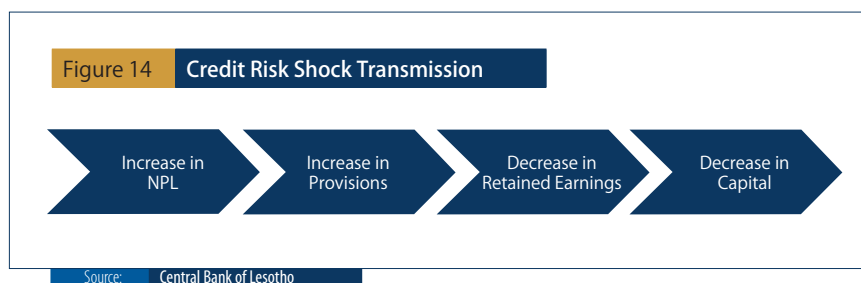 Figure 14 Credit Risk Shock Transmission
Increase in
NPL
Increase in
Provisions
Decrease in
Retained Earnings
Decrease in
Capital
Source: Central Bank of Lesotho